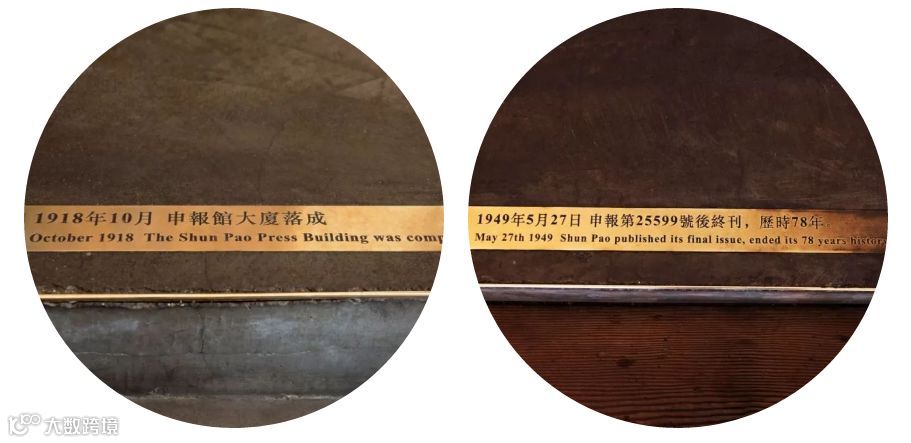 1918年10月 申報館大廈落成
October 1918 The Shun Pao Press Building was comp
1949年5月27日 申報第25599號後終刊，歷時78年。
May 27th 1949 Shun Pao published its final issue, ended its 78 years history
大数跨境